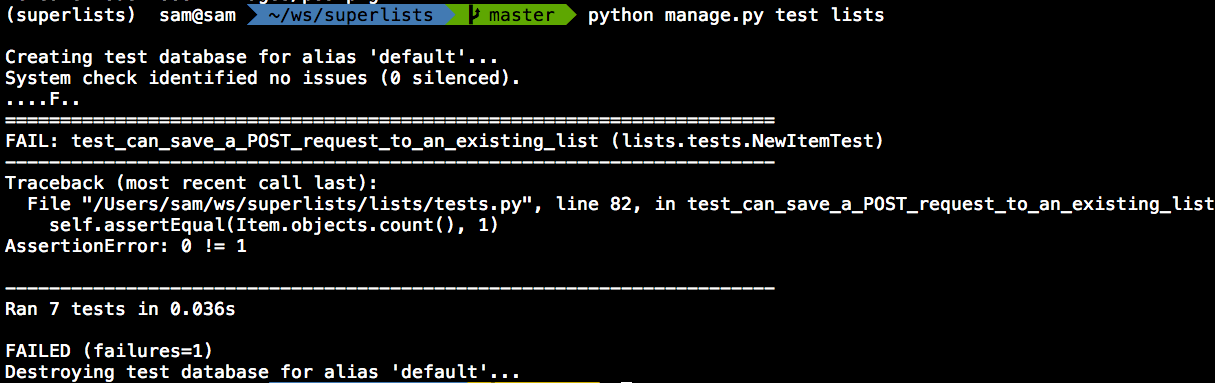 (superlists) sam@sam ~/ws/superlists master python manage.py test lists
Creating test database for alias 'default'...
System check identified no issues (0 silenced).
....F..
======================================================================
FAIL: test_can_save_a_POST_request_to_an_existing_list (lists.tests.NewItemTest)
----------------------------------------------------------------------
Traceback (most recent call last):
  File "/Users/sam/ws/superlists/lists/tests.py", line 82, in test_can_save_a_POST_request_to_an_existing_list
    self.assertEqual(Item.objects.count(), 1)
AssertionError: 0 != 1
----------------------------------------------------------------------
Ran 7 tests in 0.036s
FAILED (failures=1)
Destroying test database for alias 'default'...